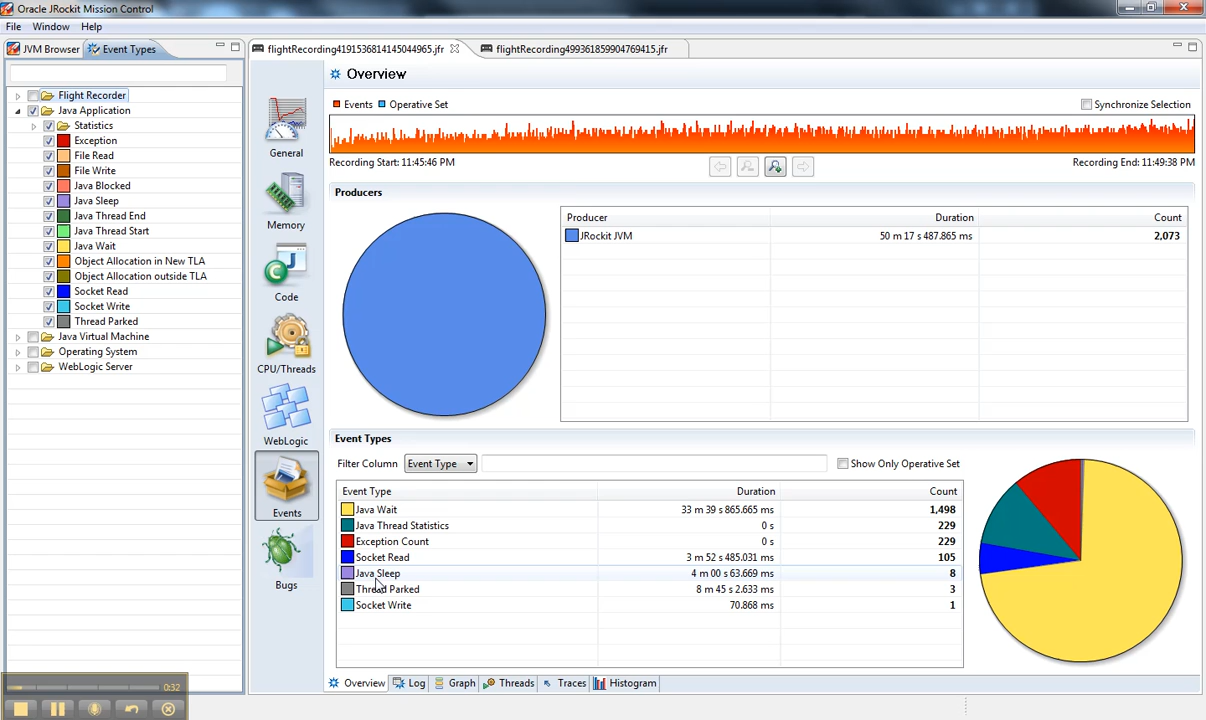 Oracle JRockit Mission Control
File Window Help
JVM Browser Event Types
flightRecording4191536814145044965.jfr flightRecording499361859904769415.jfr
Flight Recorder
Java Application
Statistics
Exception
File Read
File Write
Java Blocked
Java Sleep
Java Thread End
Java Thread Start
Java Wait
Object Allocation in New TLA
Object Allocation outside TLA
Socket Read
Socket Write
Thread Parked
Java Virtual Machine
Operating System
WebLogic Server
General
Memory
Code
CPU/Threads
WebLogic
Events
Bugs
Overview
Events Operative Set Synchronize Selection
Recording Start: 11:45:46 PM Recording End: 11:49:38 PM
Producers
Producer Duration Count
JRockit JVM 50 m 17 s 487.865 ms 2,073
Event Types
Filter Column Event Type Show Only Operative Set
Event Type Duration Count
Java Wait 33 m 39 s 865.665 ms 1,498
Java Thread Statistics 0 s 229
Exception Count 0 s 229
Socket Read 3 m 52 s 485.031 ms 105
Java Sleep 4 m 00 s 63.669 ms 8
Thread Parked 8 m 45 s 2.633 ms 3
Socket Write 70.868 ms 1
Overview Log Graph Threads Traces Histogram
0:32